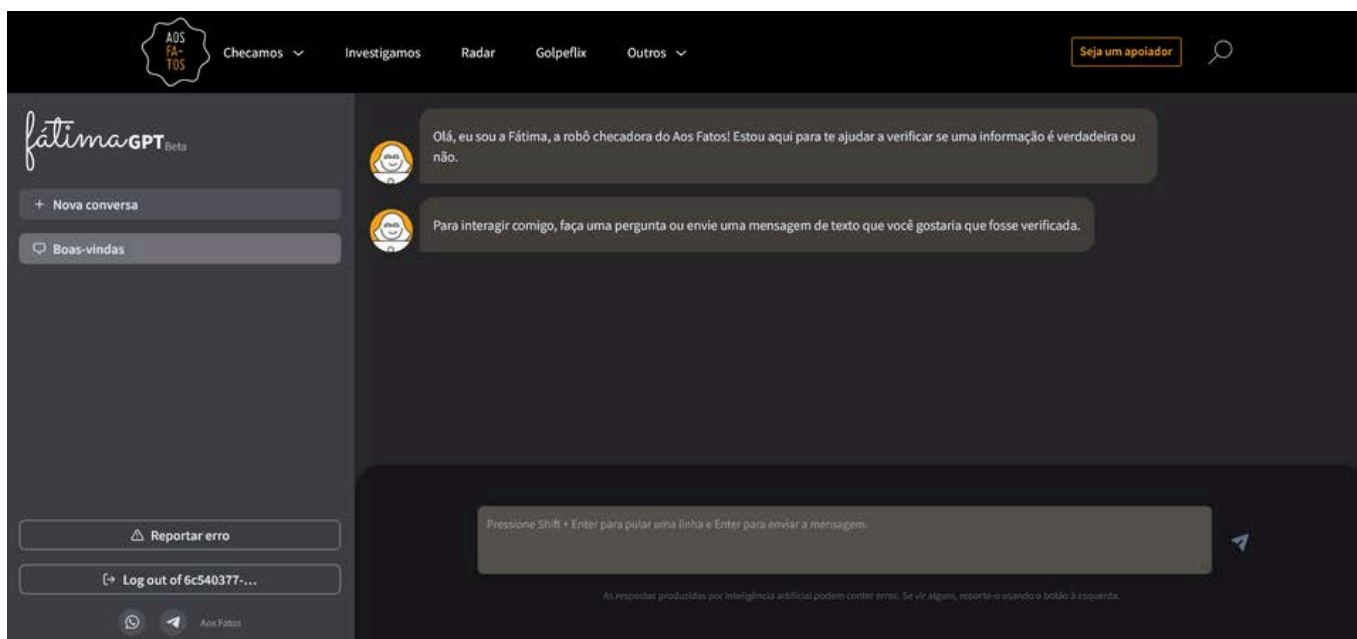 AOS
FA-
TOS
Checamos
Investigamos
Radar
Golpeflix
Outros
Seja um apoiador
fátimaGPT Beta
+ Nova conversa
Boas-vindas
Olá, eu sou a Fátima, a robô checadora do Aos Fatos! Estou aqui para te ajudar a verificar se uma informação é verdadeira ou
não.
Para interagir comigo, faça uma pergunta ou envie uma mensagem de texto que você gostaria que fosse verificada.
Pressione Shift + Enter para pular uma linha e Enter para enviar a mensagem.
As respostas produzidas por inteligência artificial podem conter erros. Se vir algum, reporte-o usando o botão à esquerda.
Reportar erro
Log out of 6c540377-...
Aos Fatos